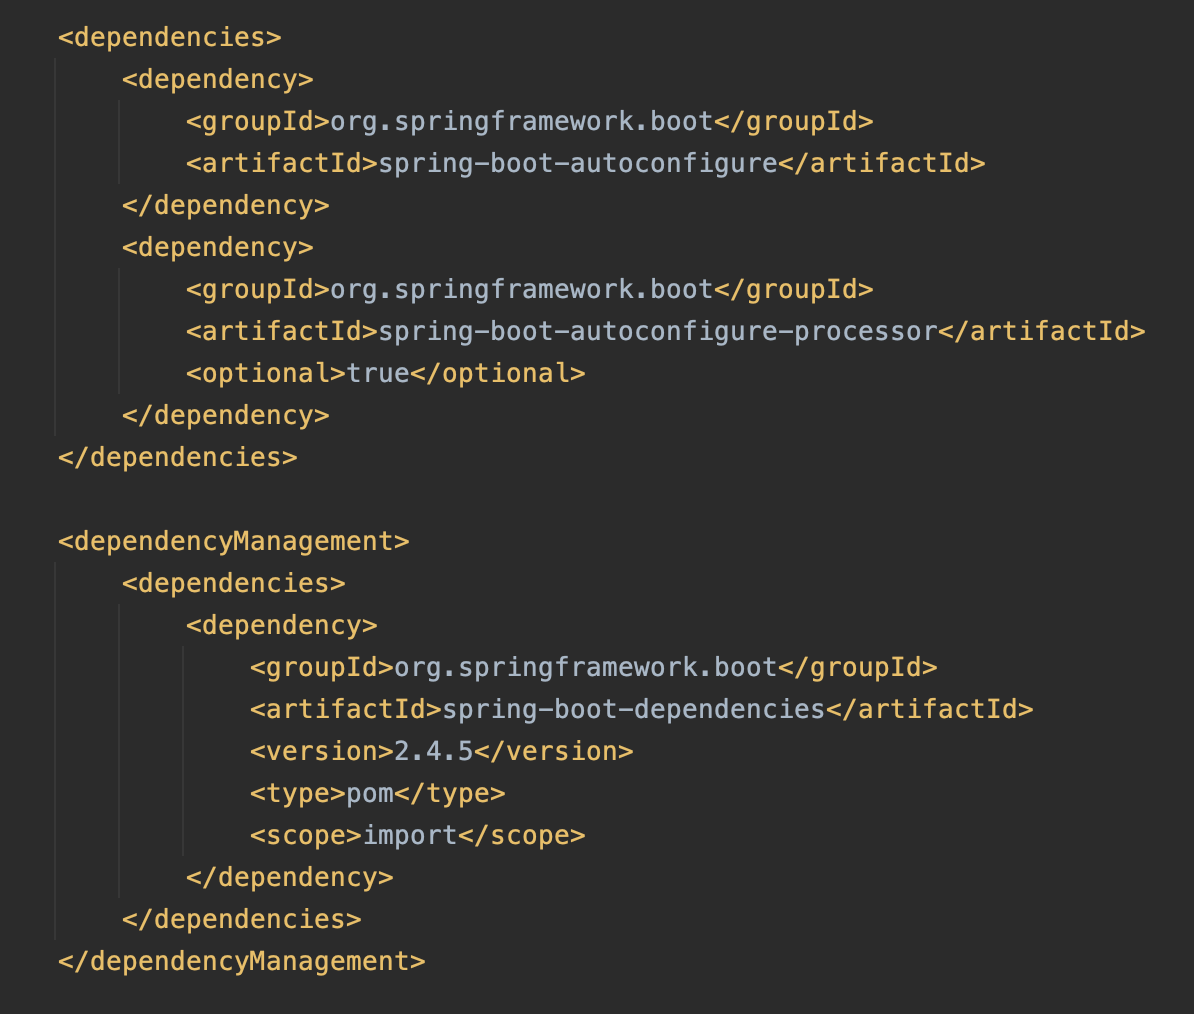 <dependencies>
<dependency>
<groupId>org.springframework.boot</groupId>
<artifactId>spring-boot-autoconfigure</artifactId>
</dependency>
<dependency>
<groupId>org.springframework.boot</groupId>
<artifactId>spring-boot-autoconfigure-processor</artifactId>
<optional>true</optional>
</dependency>
</dependencies>
<dependencyManagement>
<dependencies>
<dependency>
<groupId>org.springframework.boot</groupId>
<artifactId>spring-boot-dependencies</artifactId>
<version>2.4.5</version>
<type>pom</type>
<scope>import</scope>
</dependency>
</dependencies>
</dependencyManagement>